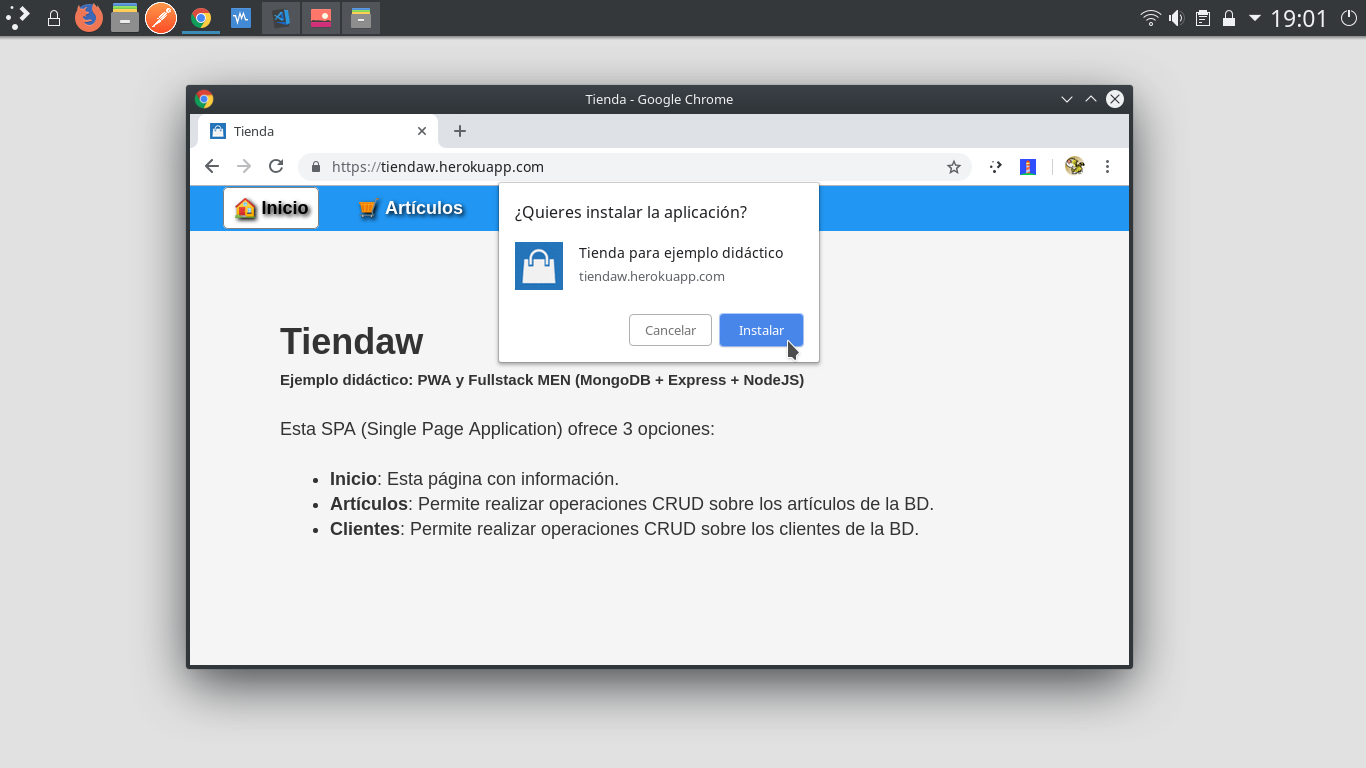 19:01
Tienda - Google Chrome
Tienda
https://tiendaw.herokuapp.com
Inicio
Artículos
¿Quieres instalar la aplicación?
Tienda para ejemplo didáctico
tiendaw.herokuapp.com
Cancelar
Instalar
Tiendaw
Ejemplo didáctico: PWA y Fullstack MEN (MongoDB + Express + NodeJS)
Esta SPA (Single Page Application) ofrece 3 opciones:
• Inicio: Esta página con información.
• Artículos: Permite realizar operaciones CRUD sobre los artículos de la BD.
• Clientes: Permite realizar operaciones CRUD sobre los clientes de la BD.